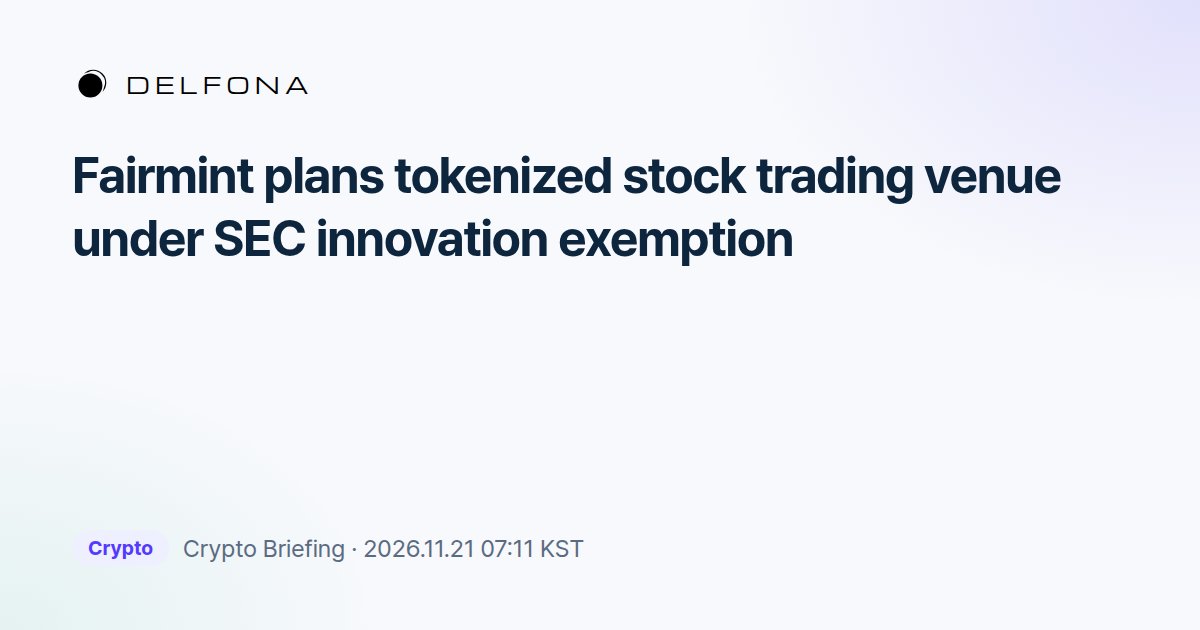 DELFONA
Fairmint plans tokenized stock trading venue
under SEC innovation exemption
Crypto Crypto Briefing · 2026.11.21 07:11 KST